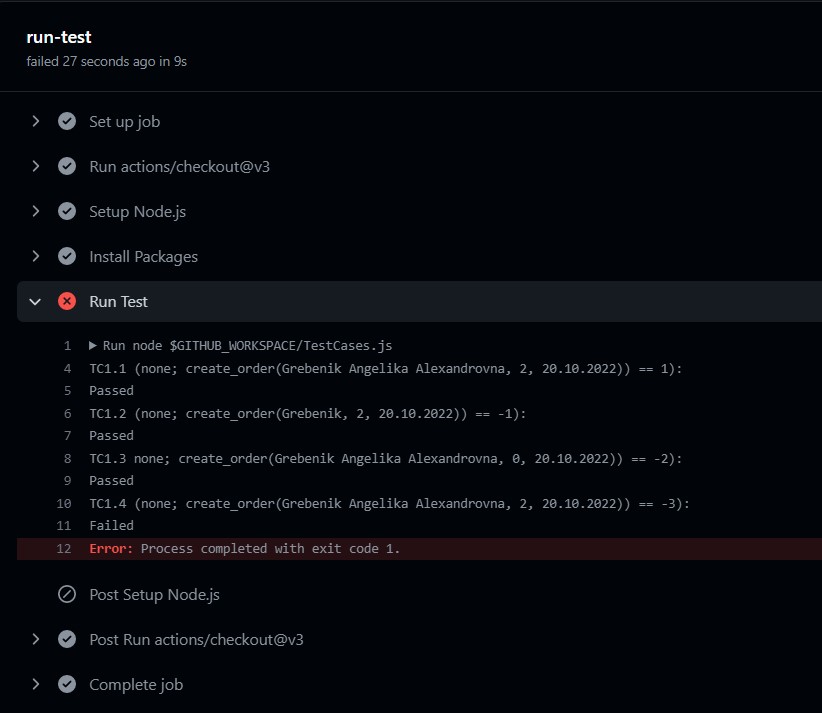 run-test
failed 27 seconds ago in 9s
Set up job
Run actions/checkout@v3
Setup Node.js
Install Packages
Run Test
1 Run node $GITHUB_WORKSPACE/TestCases.js
4 TC1.1 (none; create_order(Grebenik Angelika Alexandrovna, 2, 20.10.2022)) == 1):
5 Passed
6 TC1.2 (none; create_order(Grebenik, 2, 20.10.2022)) == -1):
7 Passed
8 TC1.3 none; create_order(Grebenik Angelika Alexandrovna, 0, 20.10.2022)) == -2):
9 Passed
10 TC1.4 (none; create_order(Grebenik Angelika Alexandrovna, 2, 20.10.2022)) == -3):
11 Failed
12 Error: Process completed with exit code 1.
Post Setup Node.js
Post Run actions/checkout@v3
Complete job